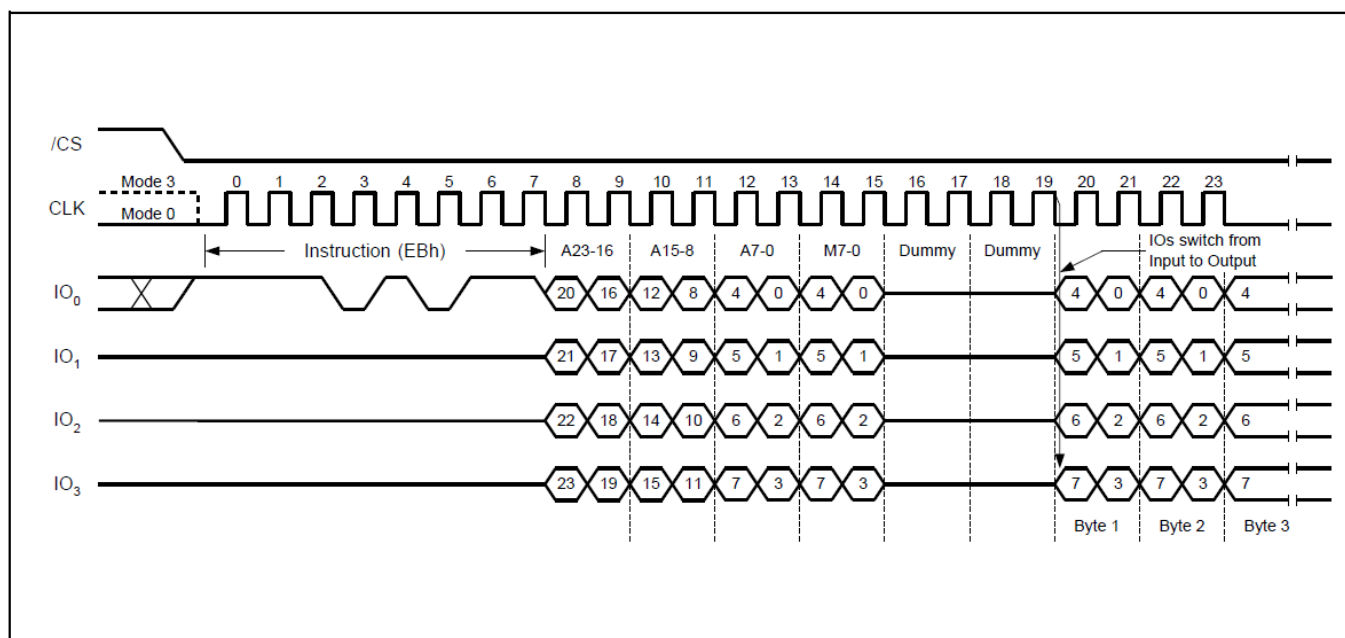 /CS
Mode 3
CLK
Mode 0
0 1 2 3 4 5 6 7 8 9 10 11 12 13 14 15 16 17 18 19 20 21 22 23
Instruction (EBh) A23-16 A15-8 A7-0 M7-0 Dummy Dummy
IOs switch from
Input to Output
IO0 20 16 12 8 4 0 4 0 4 0 4 0 4
IO1 21 17 13 9 5 1 5 1 5 1 5 1 5
IO2 22 18 14 10 6 2 6 2 6 2 6 2 6
IO3 23 19 15 11 7 3 7 3 7 3 7 3 7
Byte 1 Byte 2 Byte 3